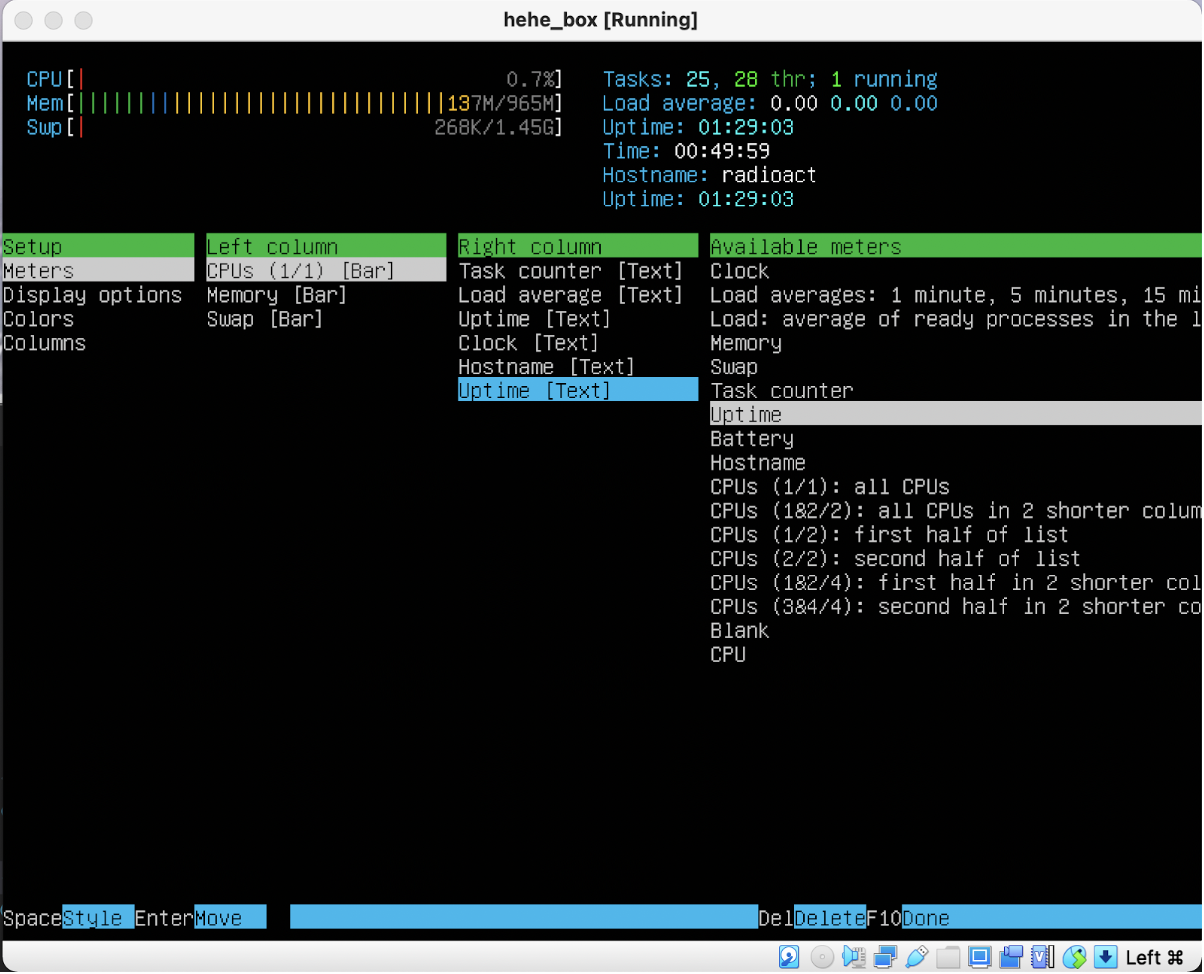 hehe_box [Running]
CPU[| 0.7%] Tasks: 25, 28 thr; 1 running
Mem[|||||||||||||||||||||||||||||||137M/965M] Load average: 0.00 0.00 0.00
Swp[| 268K/1.45G] Uptime: 01:29:03
Time: 00:49:59
Hostname: radioact
Uptime: 01:29:03
Setup Left column Right column Available meters
Meters CPUs (1/1) [Bar] Task counter [Text] Clock
Display options Memory [Bar] Load average [Text] Load averages: 1 minute, 5 minutes, 15 mi
Colors Swap [Bar] Uptime [Text] Load: average of ready processes in the l
Columns Clock [Text] Memory
Hostname [Text] Swap
Uptime [Text] Task counter
Uptime
Battery
Hostname
CPUs (1/1): all CPUs
CPUs (1&2/2): all CPUs in 2 shorter colum
CPUs (1/2): first half of list
CPUs (2/2): second half of list
CPUs (1&2/4): first half in 2 shorter col
CPUs (3&4/4): second half in 2 shorter co
Blank
CPU
SpaceStyle EnterMove DelDeleteF10Done
Left ⌘